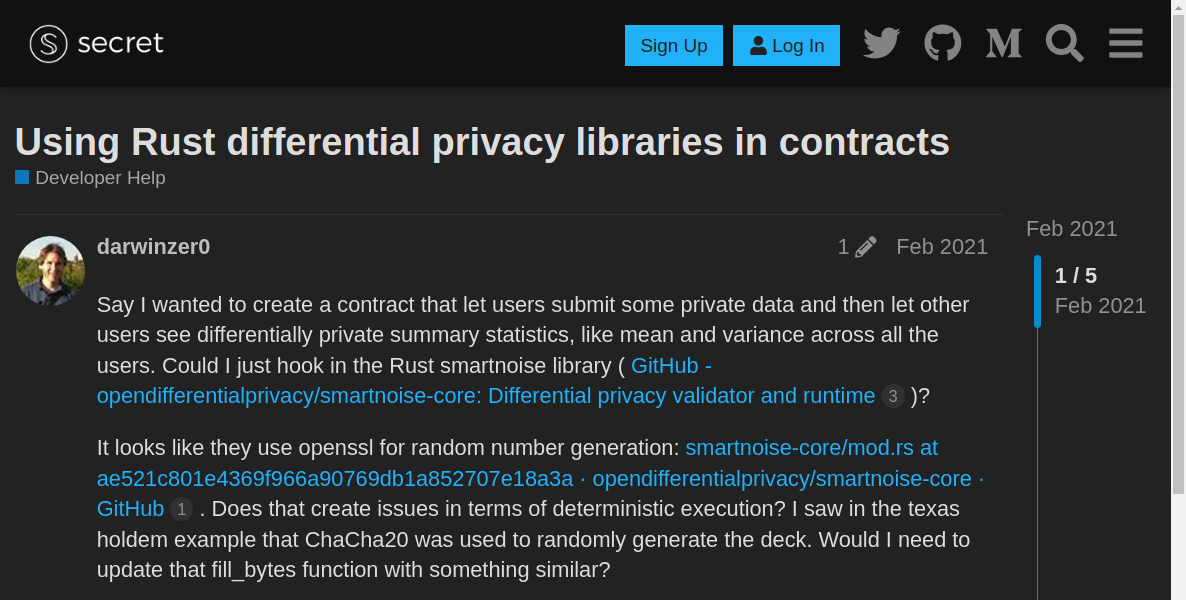 secret
Sign Up
Log In
Using Rust differential privacy libraries in contracts
Developer Help
darwinzer0
1
Feb 2021
Feb 2021
1 / 5
Feb 2021
Say I wanted to create a contract that let users submit some private data and then let other
users see differentially private summary statistics, like mean and variance across all the
users. Could I just hook in the Rust smartnoise library ( GitHub -
opendifferentialprivacy/smartnoise-core: Differential privacy validator and runtime 3 )?
It looks like they use openssl for random number generation: smartnoise-core/mod.rs at
ae521c801e4369f966a90769db1a852707e18a3a · opendifferentialprivacy/smartnoise-core ·
GitHub 1 . Does that create issues in terms of deterministic execution? I saw in the texas
holdem example that ChaCha20 was used to randomly generate the deck. Would I need to
update that fill_bytes function with something similar?